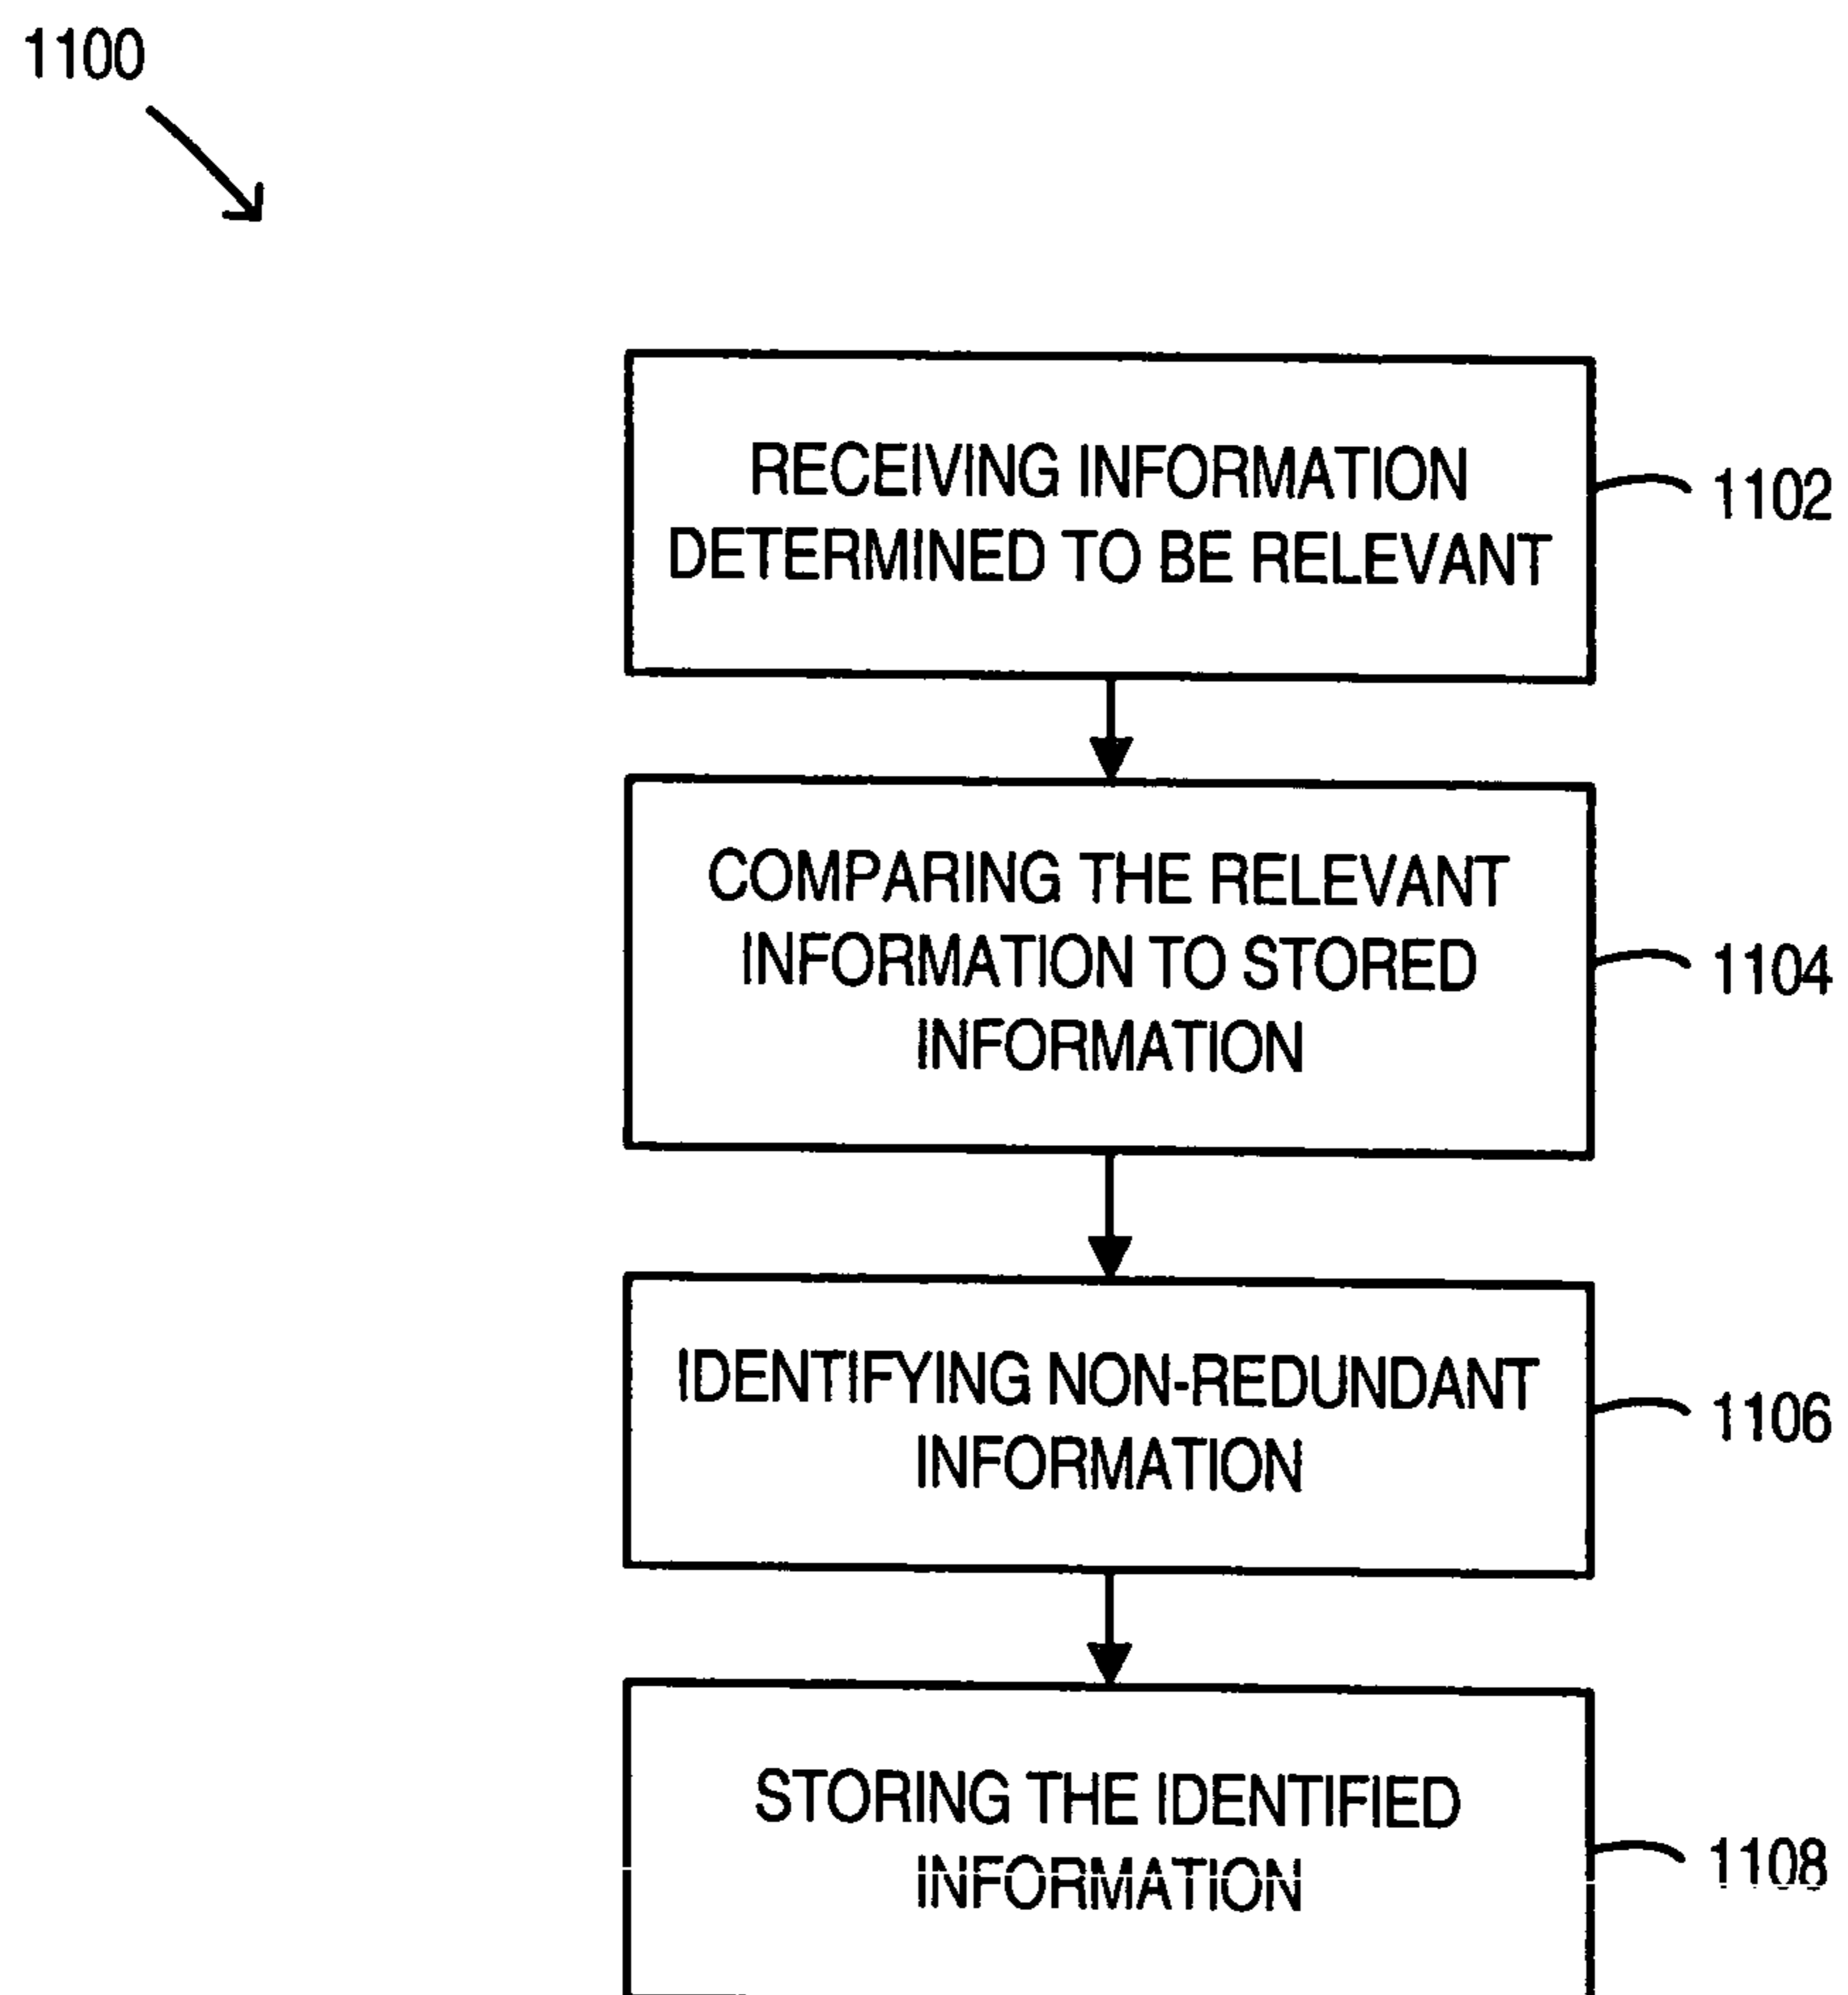 1100
RECEIVING INFORMATION
DETERMINED TO BE RELEVANT
1102
COMPARING THE RELEVANT
INFORMATION TO STORED
INFORMATION
1104
IDENTIFYING NON-REDUNDANT
INFORMATION
1106
STORING THE IDENTIFIED
INFORMATION
1108